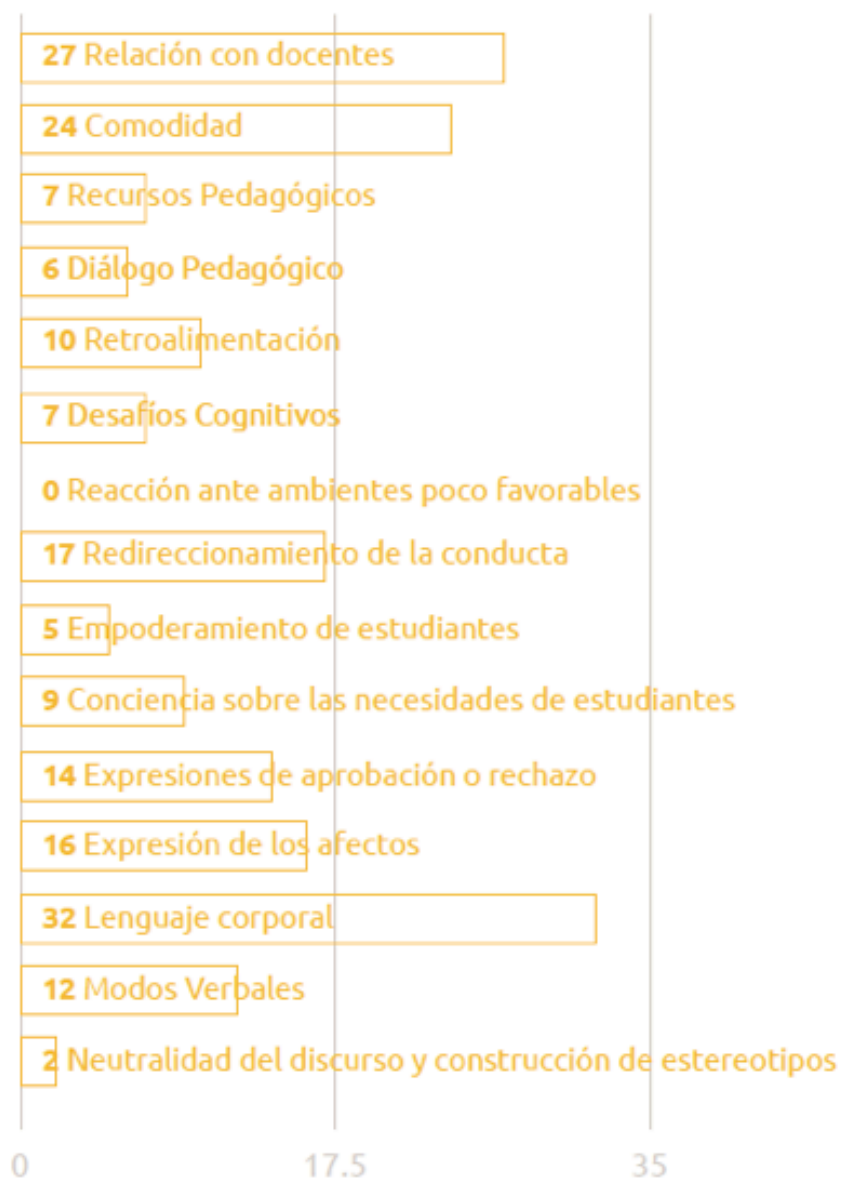 27 Relación con docentes
24 Comodidad
7 Recursos Pedagógicos
6 Diálogo Pedagógico
10 Retroalimentación
7 Desafíos Cognitivos
0 Reacción ante ambientes poco favorables
17 Redireccionamiento de la conducta
5 Empoderamiento de estudiantes
9 Conciencia sobre las necesidades de estudiantes
14 Expresiones de aprobación o rechazo
16 Expresión de los afectos
32 Lenguaje corporal
12 Modos Verbales
2 Neutralidad del discurso y construcción de estereotipos
0 17.5 35